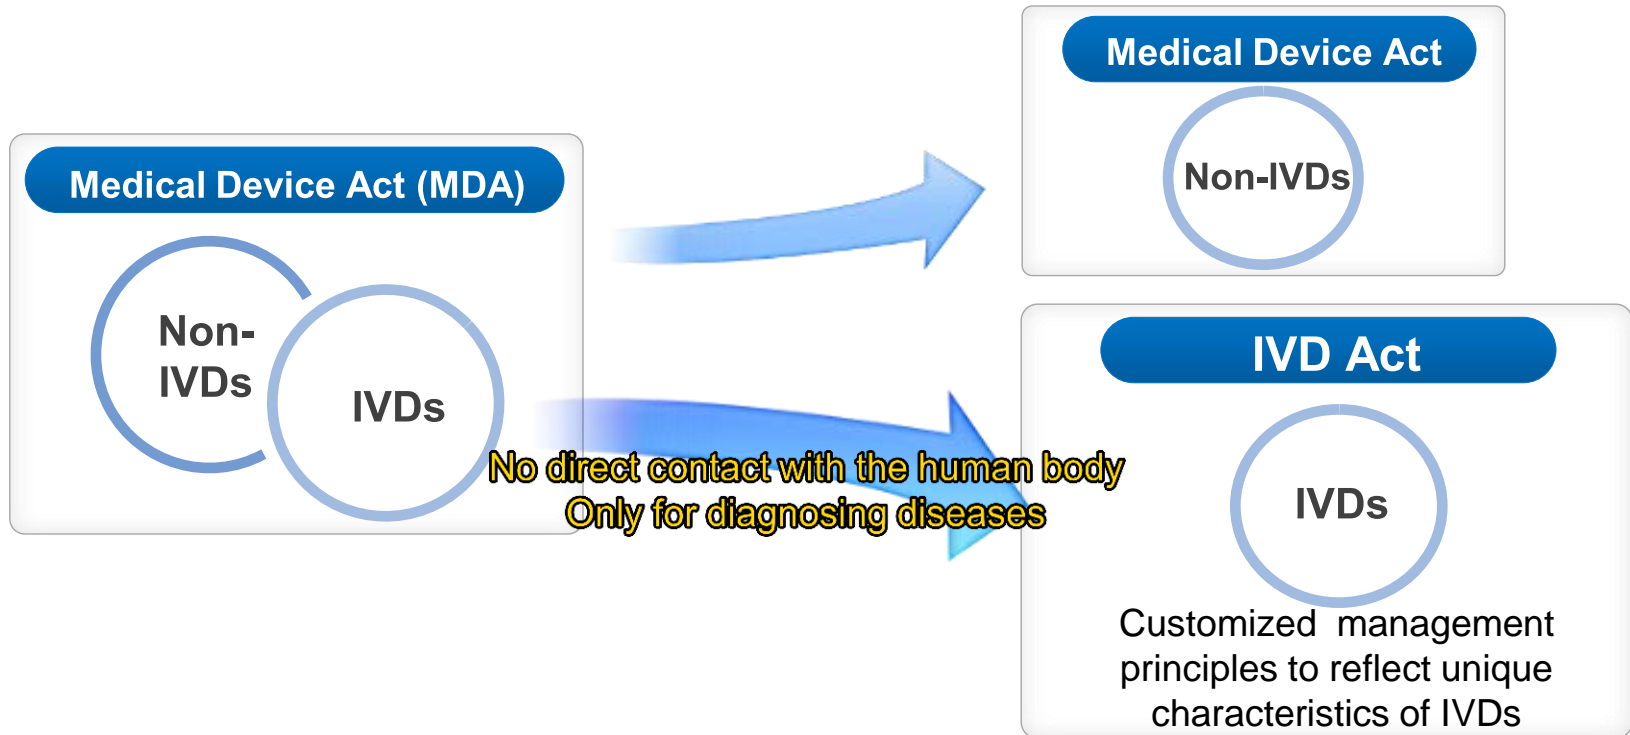 Medical Device Act (MDA)
Non-
IVDs
IVDs
No direct contact with the human body
Only for diagnosing diseases
Medical Device Act
Non-IVDs
IVD Act
IVDs
Customized management
principles to reflect unique
characteristics of IVDs